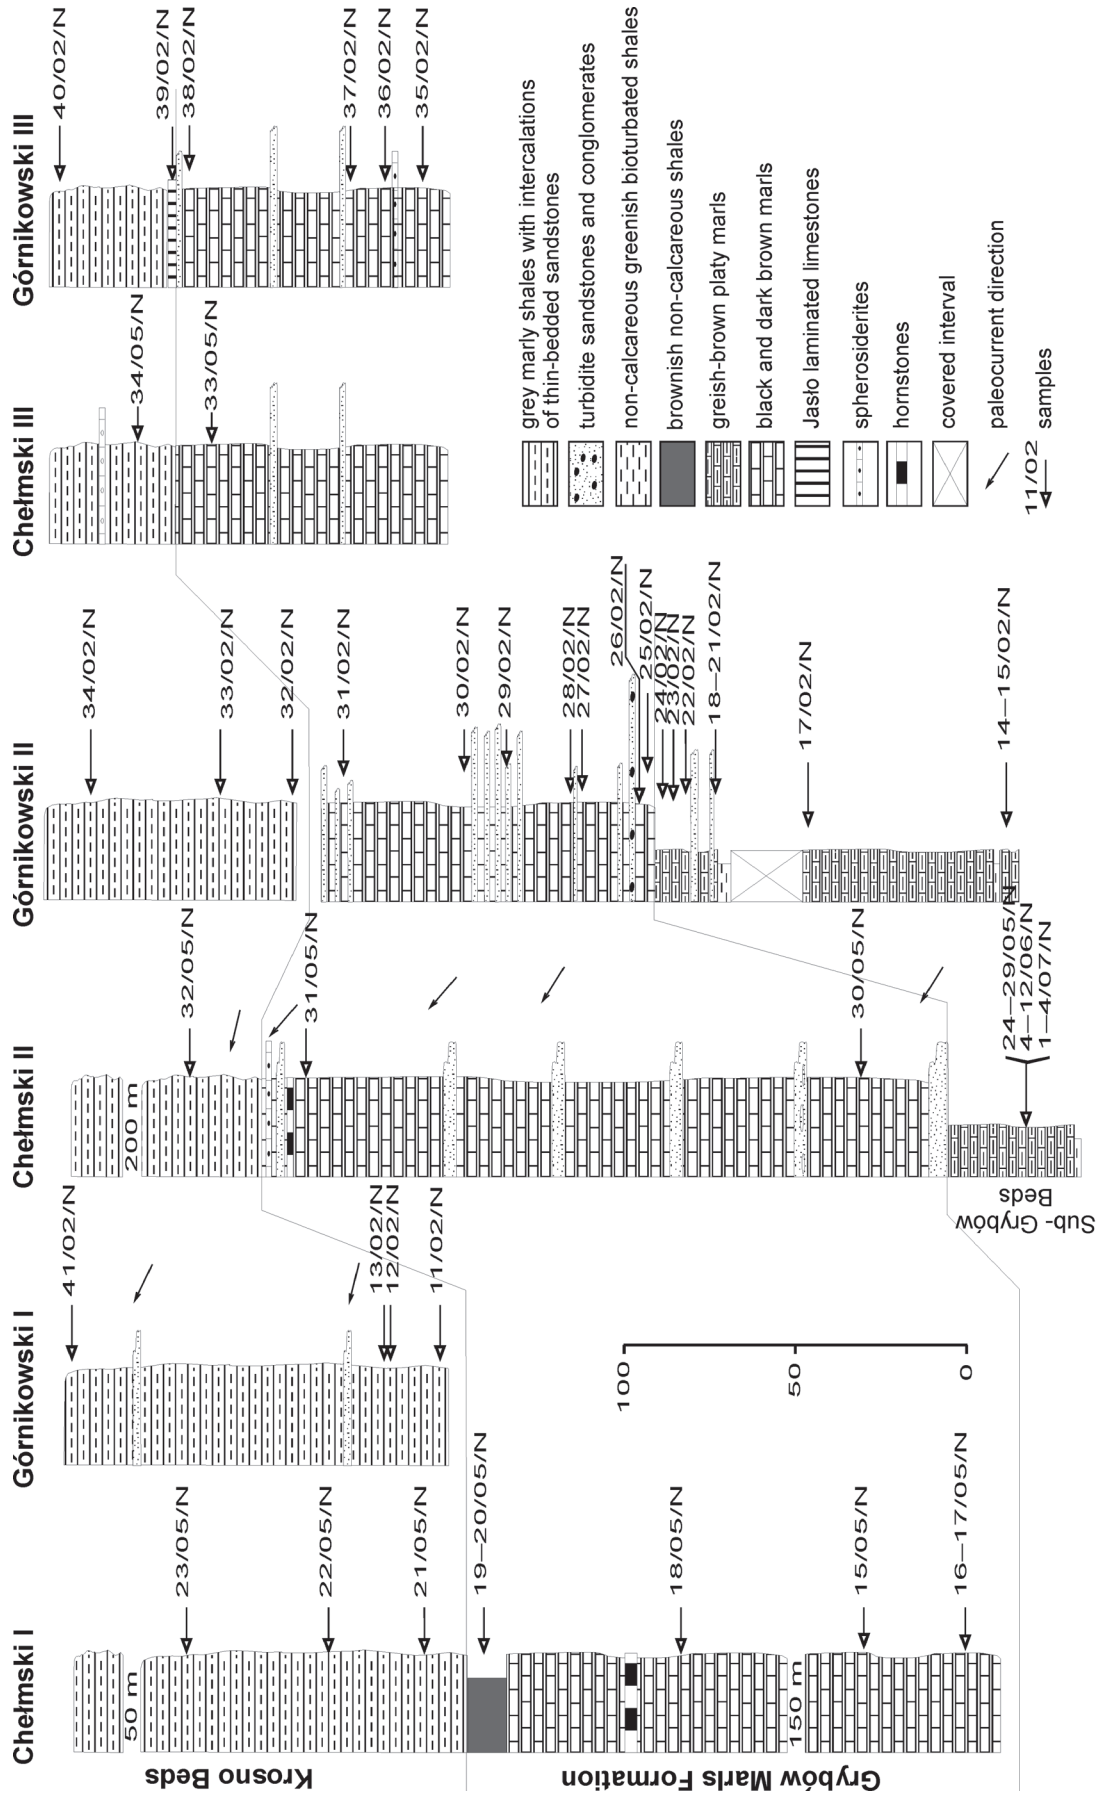 Chełmski I
Górnikowski I
Chełmski II
Górnikowski II
Chełmski III
Górnikowski III
Krosno Beds
Grybów Marls Formation
50 m
150 m
23/05/N
22/05/N
21/05/N
19–20/05/N
18/05/N
15/05/N
16–17/05/N
41/02/N
13/02/N
12/02/N
11/02/N
100
50
0
200 m
32/05/N
31/05/N
30/05/N
24–29/05/N
4–12/06/N
1–4/07/N
Sub- Grybów
Beds
34/02/N
33/02/N
32/02/N
31/02/N
30/02/N
29/02/N
28/02/N
27/02/N
26/02/N
25/02/N
24/02/N
23/02/N
22/02/N
18–21/02/N
17/02/N
14–15/02/N
34/05/N
33/05/N
40/02/N
39/02/N
38/02/N
37/02/N
36/02/N
35/02/N
grey marly shales with intercalations
of thin-bedded sandstones
turbidite sandstones and conglomerates
non-calcareous greenish bioturbated shales
brownish non-calcareous shales
greish-brown platy marls
black and dark brown marls
Jasło laminated limestones
spherosiderites
hornstones
covered interval
paleocurrent direction
11/02
samples